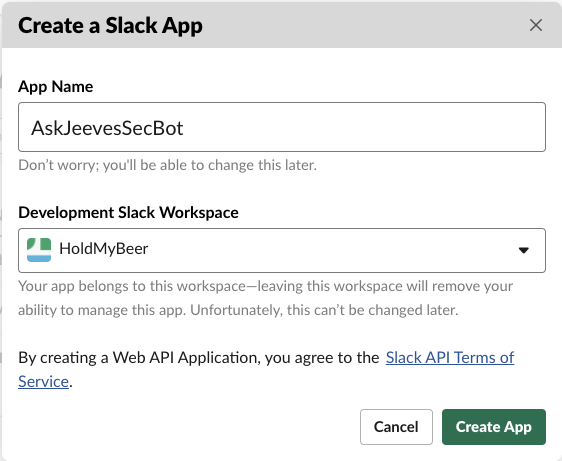 Create a Slack App
App Name
AskJeevesSecBot
Don't worry; you'll be able to change this later.
Development Slack Workspace
HoldMyBeer
Your app belongs to this workspace—leaving this workspace will remove your
ability to manage this app. Unfortunately, this can't be changed later.
By creating a Web API Application, you agree to the Slack API Terms of
Service.
Cancel Create App